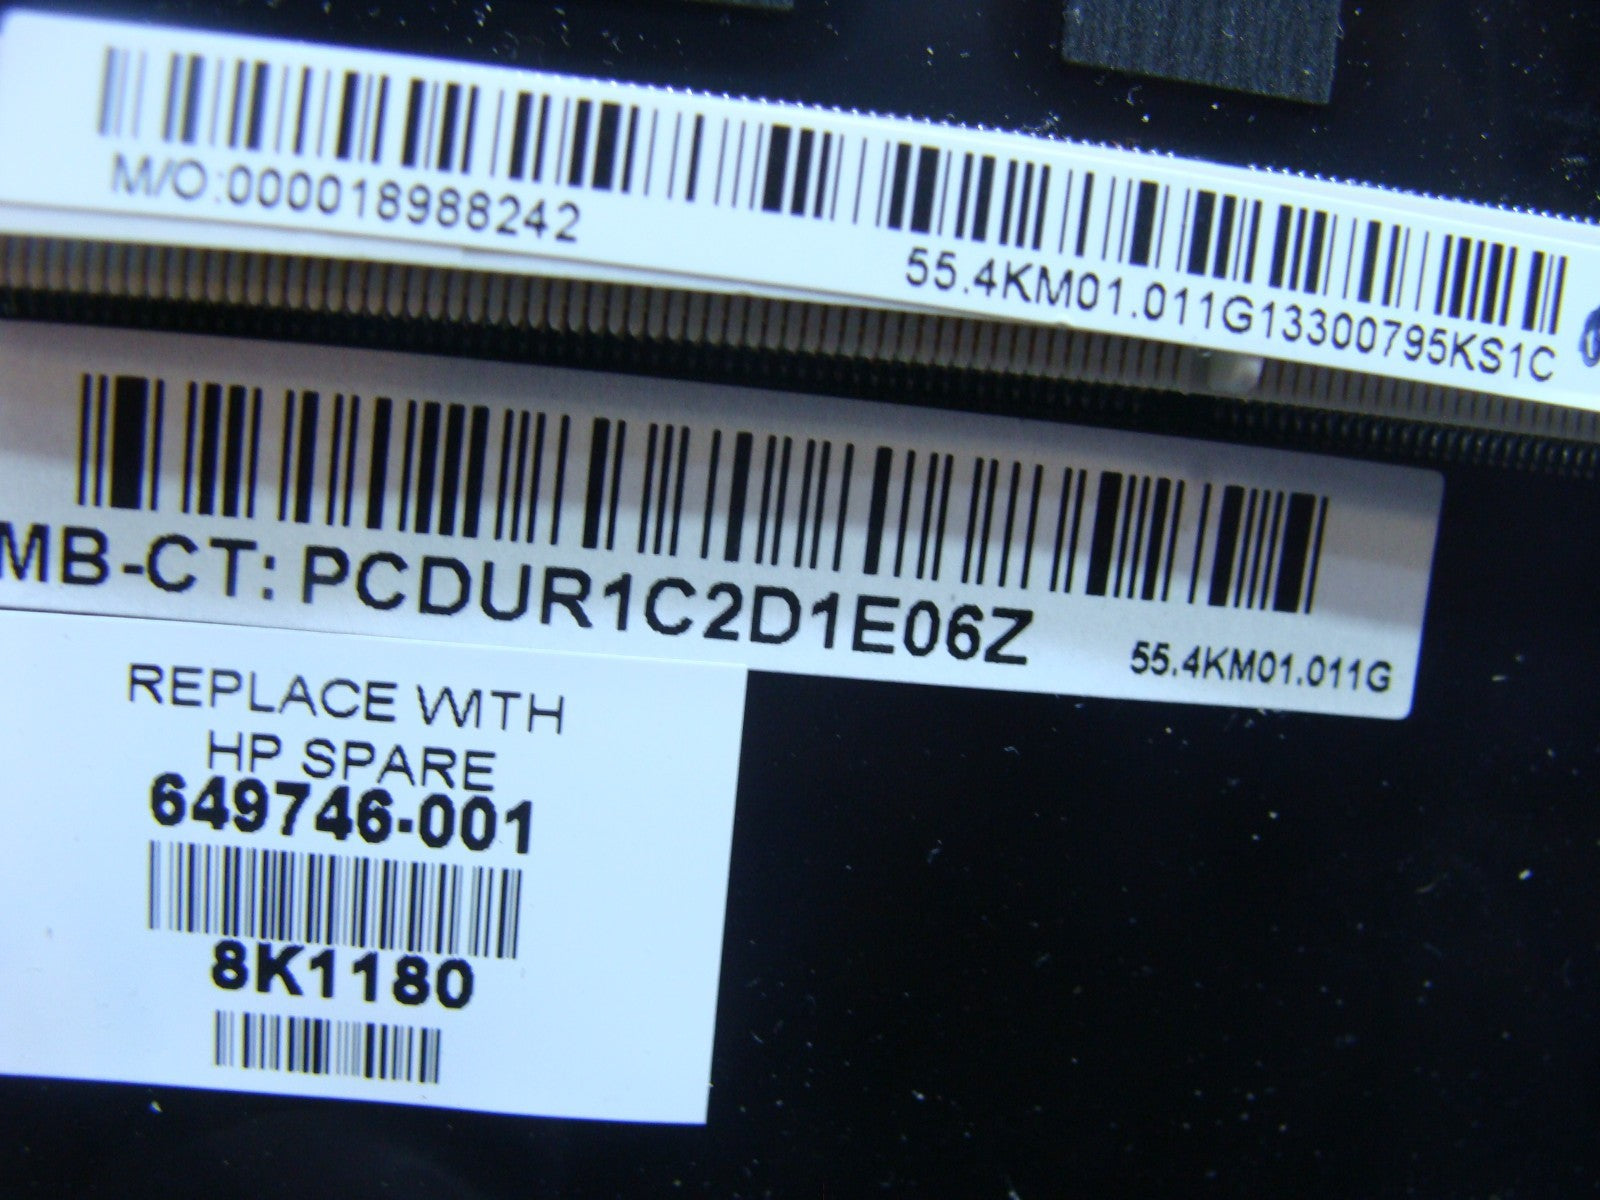 M/O:000018988242
55.4KM01.011G13300795KS1C
MB-CT: PCDUR1C2D1E06Z
55.4KM01.011G
REPLACE WITH
HP SPARE
649746-001
8K1180